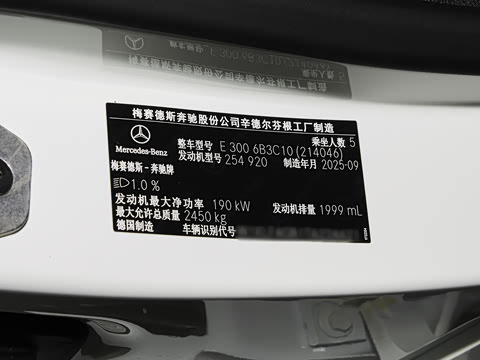 梅赛德斯奔驰股份公司辛德尔芬根工厂制造
乘坐人数 5
Mercedes-Benz
整车型号 E 300 6B3C10 (214046)
发动机型号 254 920 制造年月 2025-09
梅赛德斯-奔驰牌
1.0 %
发动机最大净功率 190 kW 发动机排量 1999 mL
最大允许总质量 2450 kg
德国制造 车辆识别代号